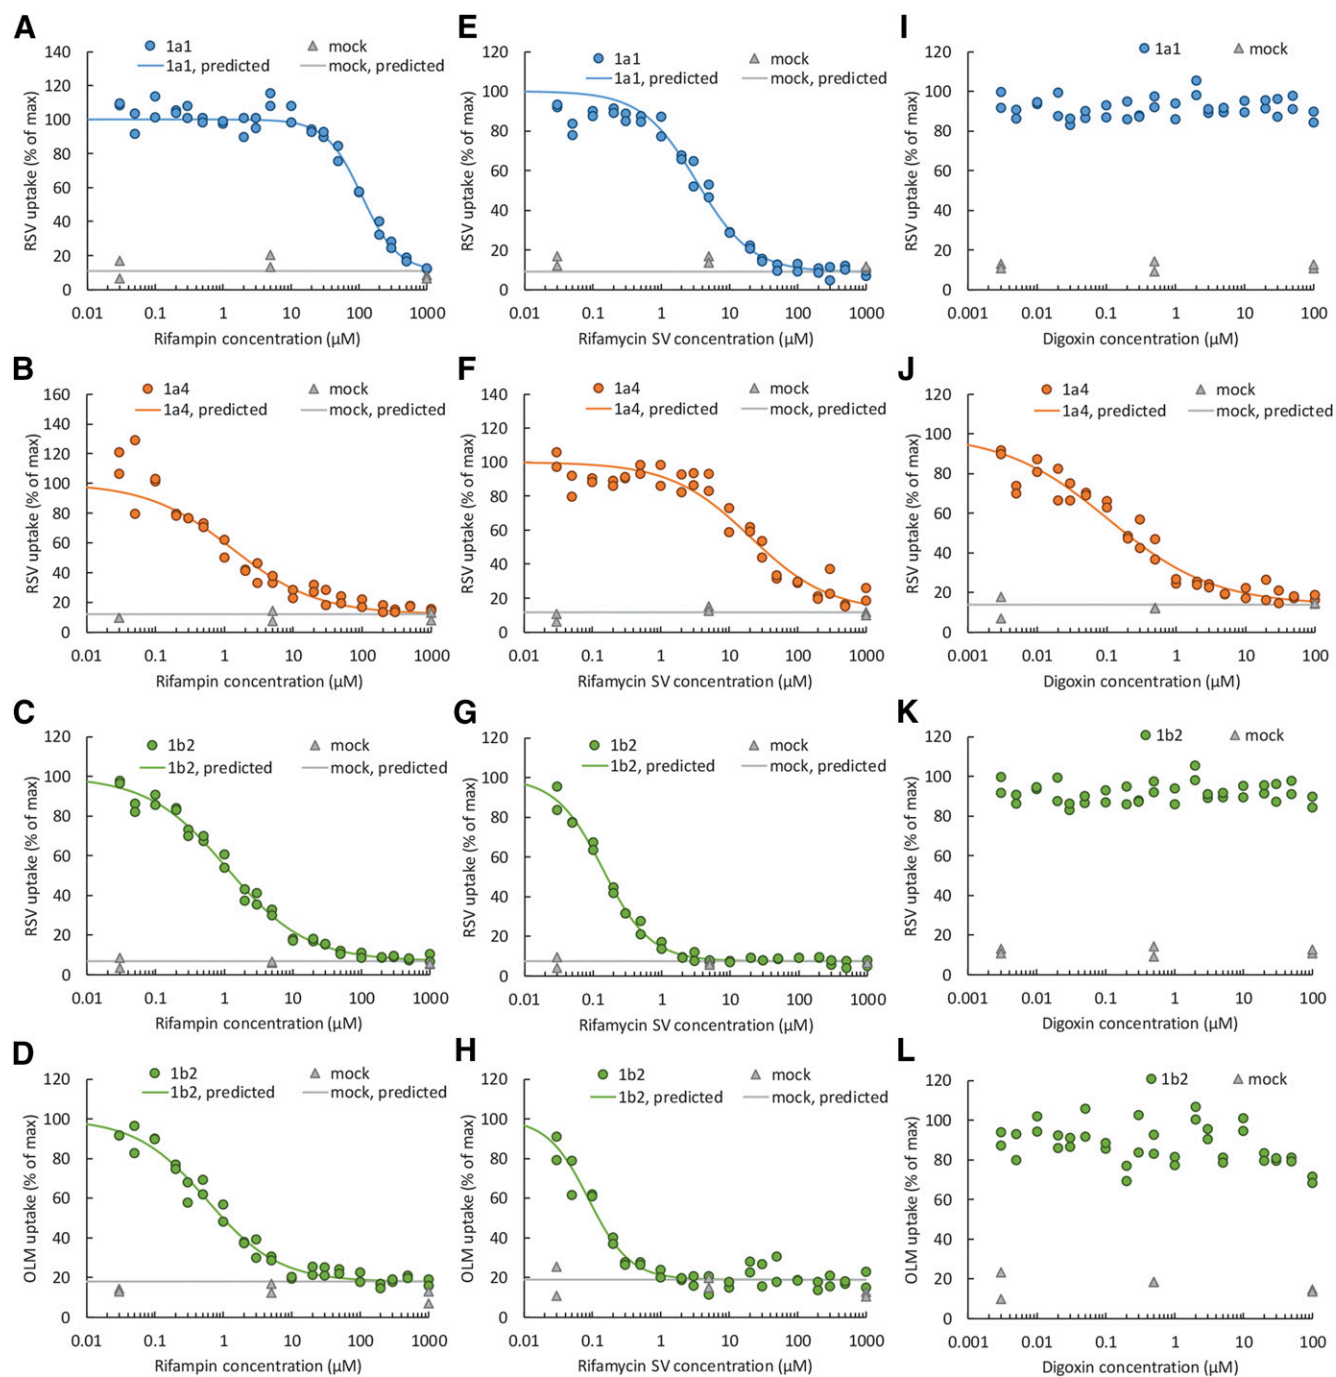 A
1a1
mock
1a1, predicted
mock, predicted
RSV uptake (% of max)
140
120
100
80
60
40
20
0
0.01 0.1 1 10 100 1000
Rifampin concentration (µM)
E
1a1
mock
1a1, predicted
mock, predicted
RSV uptake (% of max)
120
100
80
60
40
20
0
0.01 0.1 1 10 100 1000
Rifamycin SV concentration (µM)
I
1a1
mock
RSV uptake (% of max)
120
100
80
60
40
20
0
0.001 0.01 0.1 1 10 100
Digoxin concentration (µM)
B
1a4
mock
1a4, predicted
mock, predicted
RSV uptake (% of max)
160
140
120
100
80
60
40
20
0
0.01 0.1 1 10 100 1000
Rifampin concentration (µM)
F
1a4
mock
1a4, predicted
mock, predicted
RSV uptake (% of max)
140
120
100
80
60
40
20
0
0.01 0.1 1 10 100 1000
Rifamycin SV concentration (µM)
J
1a4
mock
1a4, predicted
mock, predicted
RSV uptake (% of max)
120
100
80
60
40
20
0
0.001 0.01 0.1 1 10 100
Digoxin concentration (µM)
C
1b2
mock
1b2, predicted
mock, predicted
RSV uptake (% of max)
120
100
80
60
40
20
0
0.01 0.1 1 10 100 1000
Rifampin concentration (µM)
G
1b2
mock
1b2, predicted
mock, predicted
RSV uptake (% of max)
120
100
80
60
40
20
0
0.01 0.1 1 10 100 1000
Rifamycin SV concentration (µM)
K
1b2
mock
RSV uptake (% of max)
120
100
80
60
40
20
0
0.001 0.01 0.1 1 10 100
Digoxin concentration (µM)
D
1b2
mock
1b2, predicted
mock, predicted
OLM uptake (% of max)
120
100
80
60
40
20
0
0.01 0.1 1 10 100 1000
Rifampin concentration (µM)
H
1b2
mock
1b2, predicted
mock, predicted
OLM uptake (% of max)
120
100
80
60
40
20
0
0.01 0.1 1 10 100 1000
Rifamycin SV concentration (µM)
L
1b2
mock
OLM uptake (% of max)
120
100
80
60
40
20
0
0.001 0.01 0.1 1 10 100
Digoxin concentration (µM)